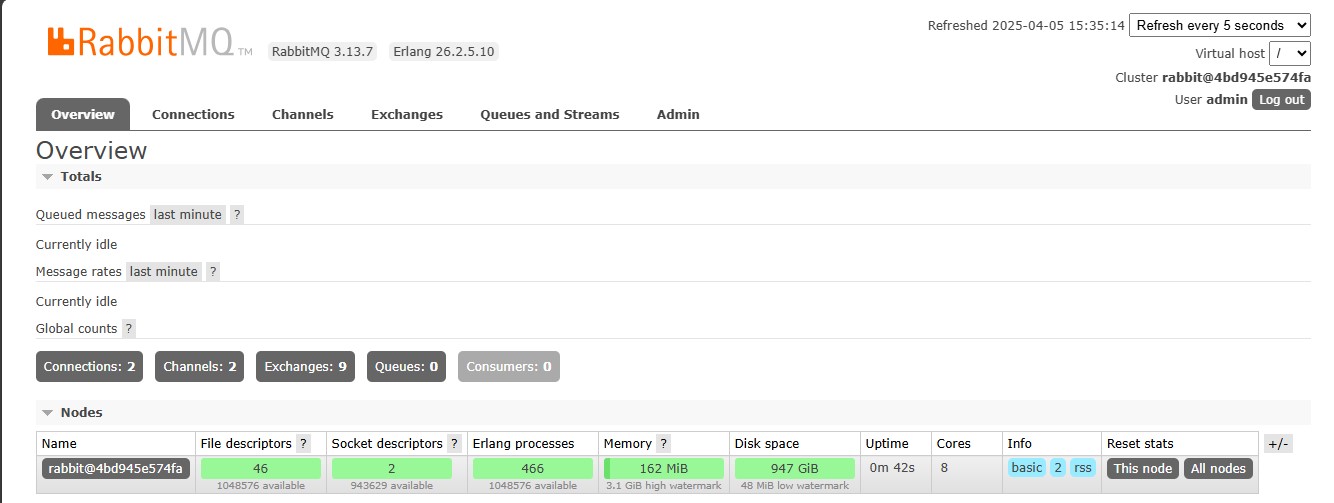 RabbitMQ TM RabbitMQ 3.13.7 Erlang 26.2.5.10
Refreshed 2025-04-05 15:35:14 Refresh every 5 seconds
Virtual host /
Cluster rabbit@4bd945e574fa
User admin Log out
Overview Connections Channels Exchanges Queues and Streams Admin
Overview
Totals
Queued messages last minute ?
Currently idle
Message rates last minute ?
Currently idle
Global counts ?
Connections: 2 Channels: 2 Exchanges: 9 Queues: 0 Consumers: 0
Nodes
Name File descriptors ? Socket descriptors ? Erlang processes Memory ? Disk space Uptime Cores Info Reset stats +/-
rabbit@4bd945e574fa 46 2 466 162 MiB 947 GiB 0m 42s 8 basic 2 rss This node All nodes
1048576 available 943629 available 1048576 available 3.1 GiB high watermark 48 MiB low watermark